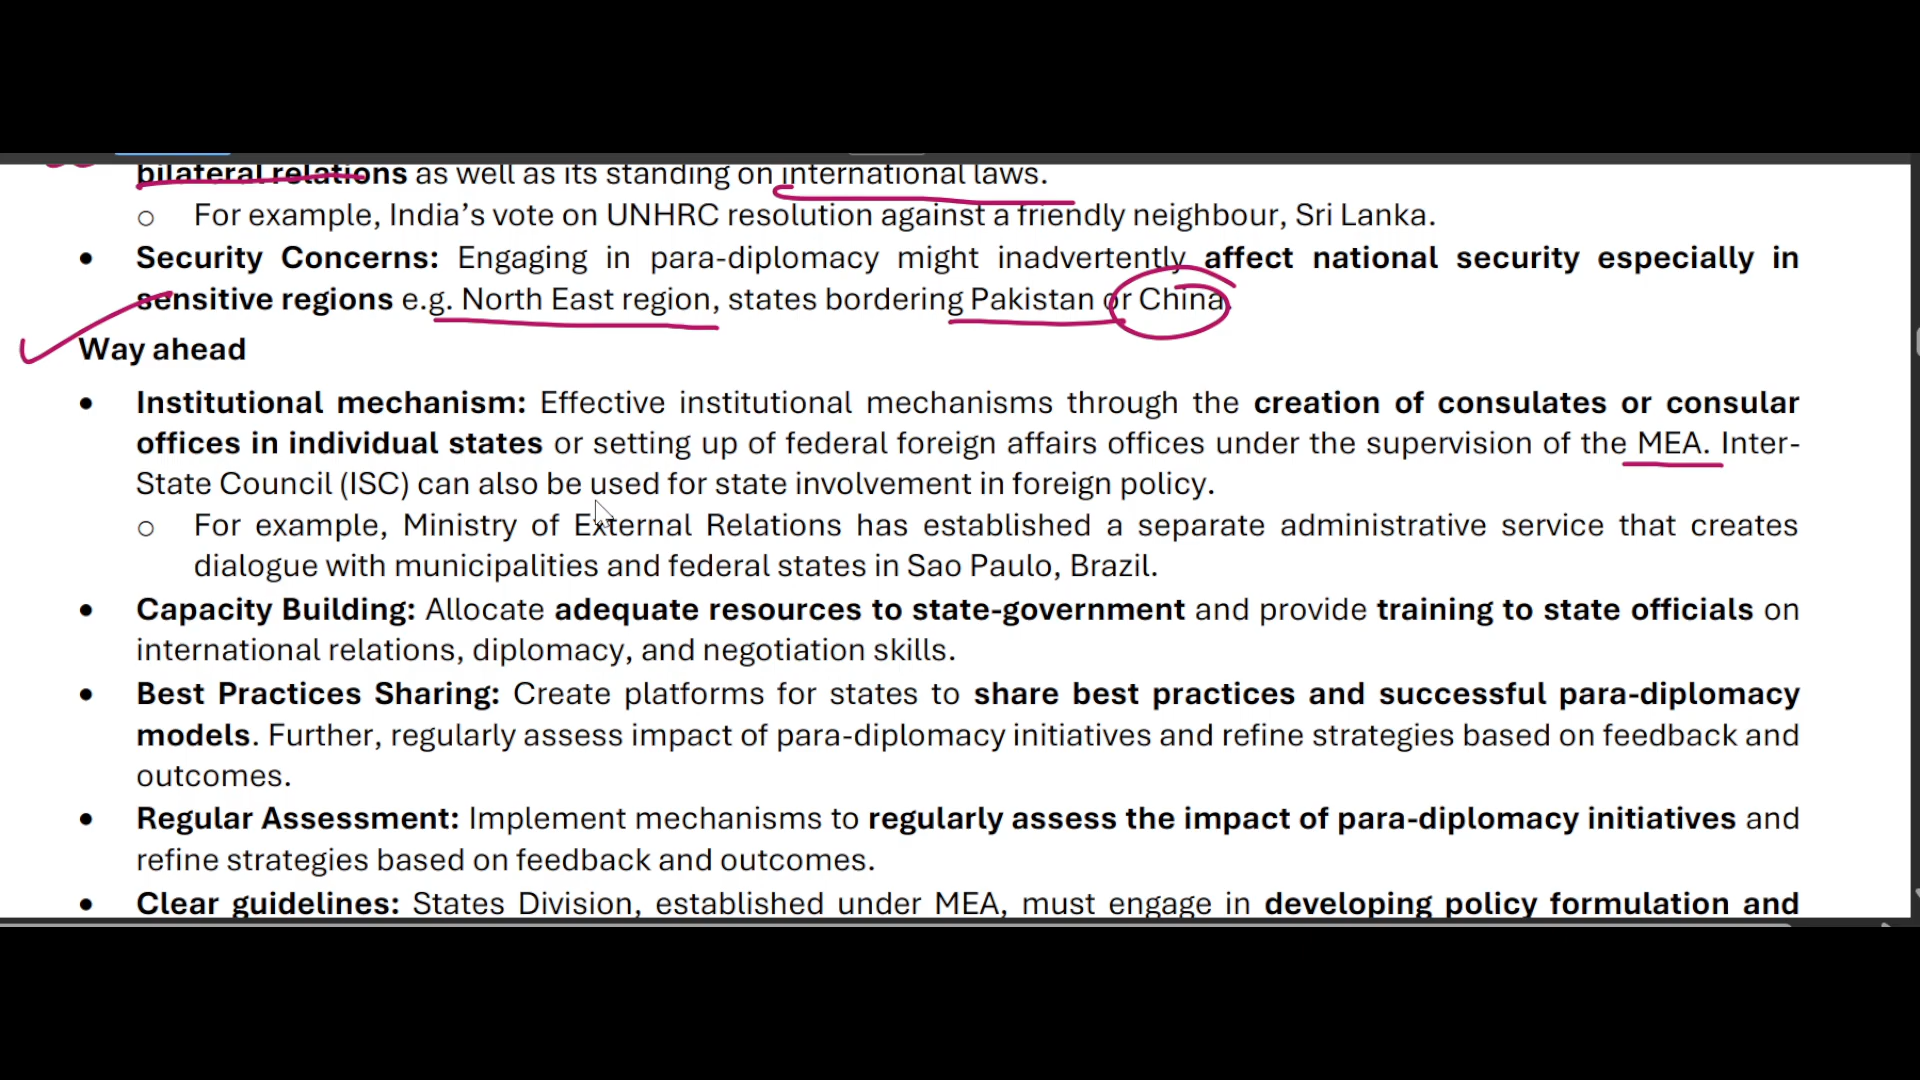 bilateral relations as well as its standing on international laws.
○ For example, India’s vote on UNHRC resolution against a friendly neighbour, Sri Lanka.
● Security Concerns: Engaging in para-diplomacy might inadvertently affect national security especially in
sensitive regions e.g. North East region, states bordering Pakistan or China.
Way ahead
● Institutional mechanism: Effective institutional mechanisms through the creation of consulates or consular
offices in individual states or setting up of federal foreign affairs offices under the supervision of the MEA. Inter-
State Council (ISC) can also be used for state involvement in foreign policy.
○ For example, Ministry of External Relations has established a separate administrative service that creates
dialogue with municipalities and federal states in Sao Paulo, Brazil.
● Capacity Building: Allocate adequate resources to state-government and provide training to state officials on
international relations, diplomacy, and negotiation skills.
● Best Practices Sharing: Create platforms for states to share best practices and successful para-diplomacy
models. Further, regularly assess impact of para-diplomacy initiatives and refine strategies based on feedback and
outcomes.
● Regular Assessment: Implement mechanisms to regularly assess the impact of para-diplomacy initiatives and
refine strategies based on feedback and outcomes.
● Clear guidelines: States Division, established under MEA, must engage in developing policy formulation and